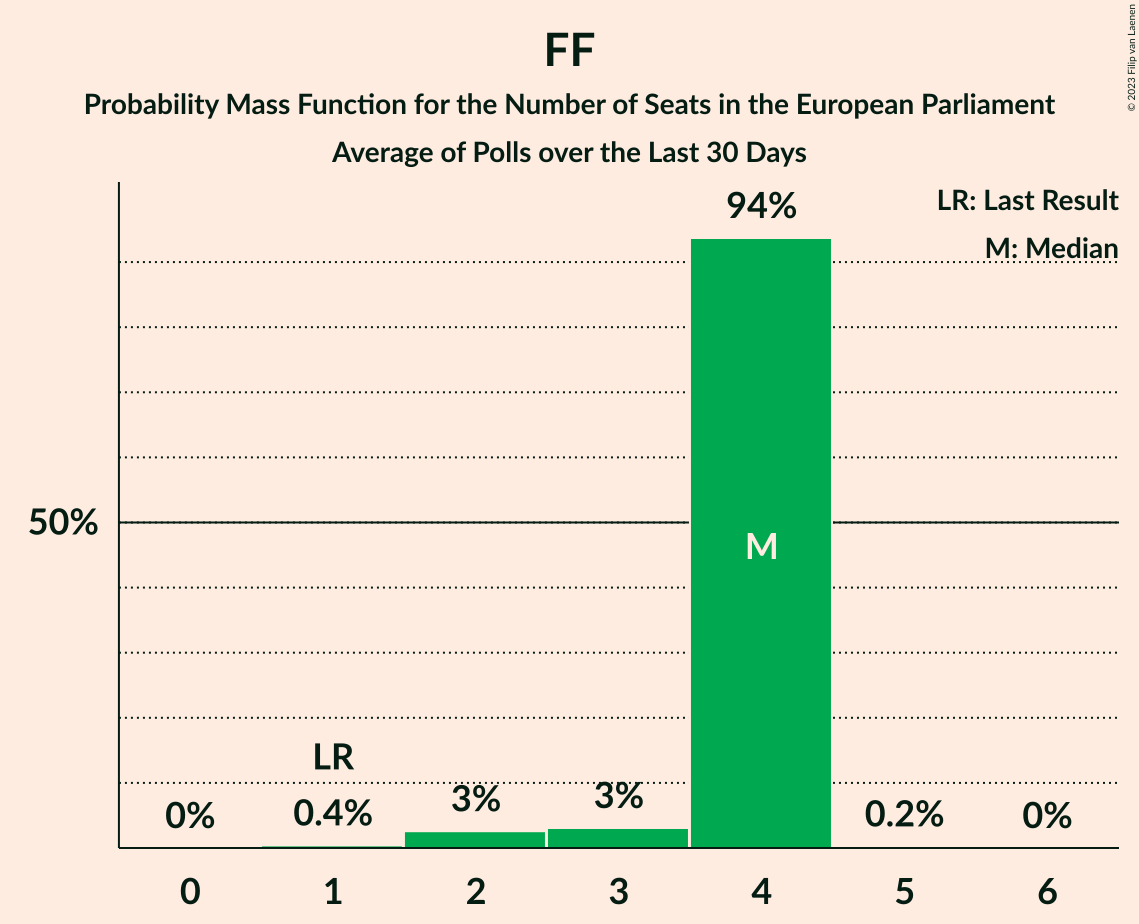 FF
Probability Mass Function for the Number of Seats in the European Parliament
Average of Polls over the Last 30 Days
© 2023 Filip van Laenen
LR: Last Result
M: Median
94%
50%
M
LR
0%
0.4%
3%
3%
0.2%
0%
0 1 2 3 4 5 6